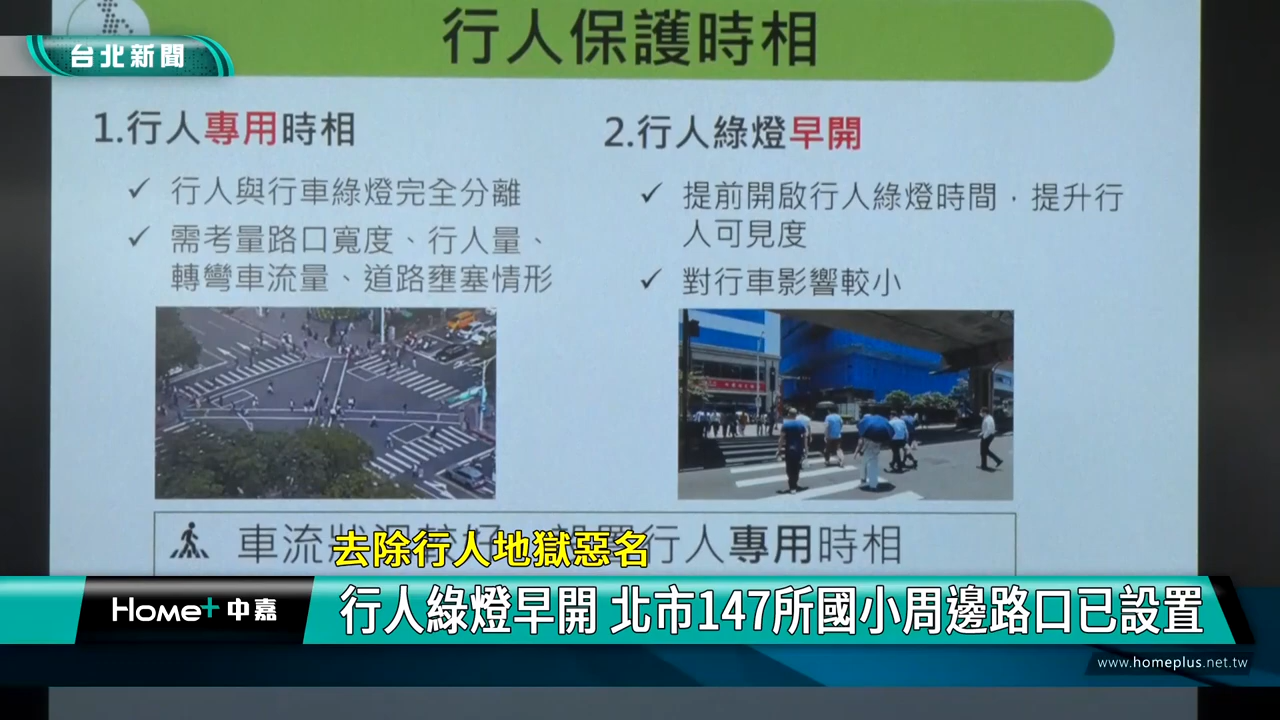 行人保護時相
台北新聞
1.行人專用時相
✓ 行人與行車綠燈完全分離
✓ 需考量路口寬度、行人量、
轉彎車流量、道路壅塞情形
2.行人綠燈早開
✓ 提前開啟行人綠燈時間，提升行
人可見度
✓ 對行車影響較小
車流 行人專用時相
去除行人地獄惡名
Home+中嘉
行人綠燈早開 北市147所國小周邊路口已設置
www.homeplus.net.tw